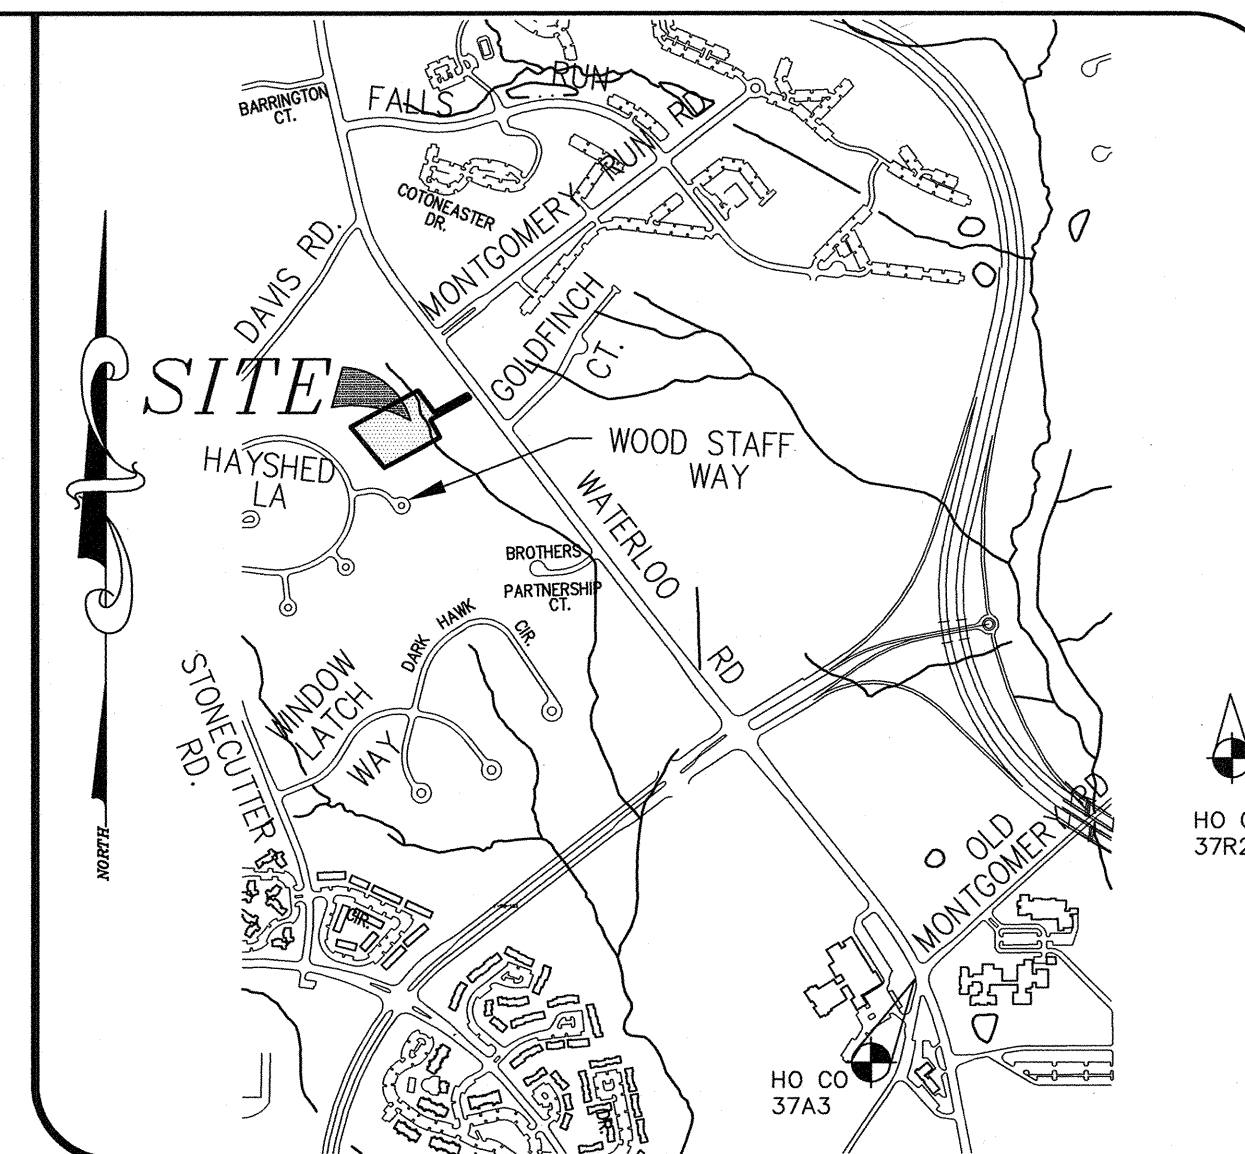 BARRINGTON
CT.
FALLS
RUN
RD
COTONEASTER
DR.
MONTGOMERY RUN
DAVIS RD.
GOLDFINCH
CT.
SITE
HAYSHED
LA
WOOD STAFF
WAY
WATERLOO
RD
BROTHERS
PARTNERSHIP
CT.
DARK HAWK
CIR.
WINDOW
LATCH
WAY
STONECUTTER
RD.
NORTH
OLD
MONTGOMERY
RD
CIR.
DR.
HO CO
37A3
HO C
37R2